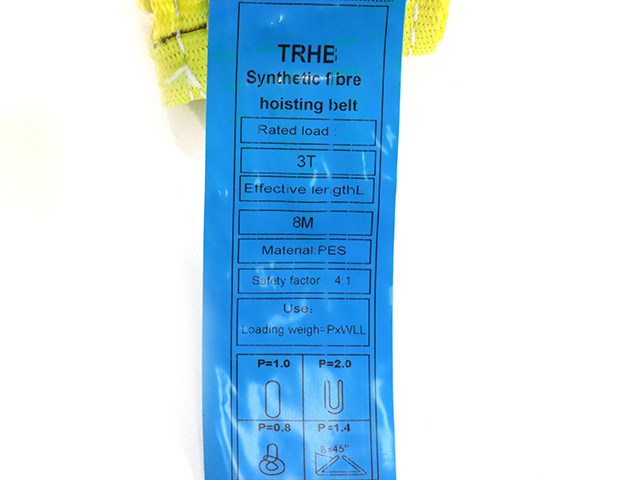 TRHB
Synthetic fibre
hoisting belt
Rated load :
3T
Effective lengthL:
8M
Material:PES
Safety factor : 4.1
Use:
Loading weigh=PxWLL
P=1.0 P=2.0
P=0.8 P=1.4
β≤45°